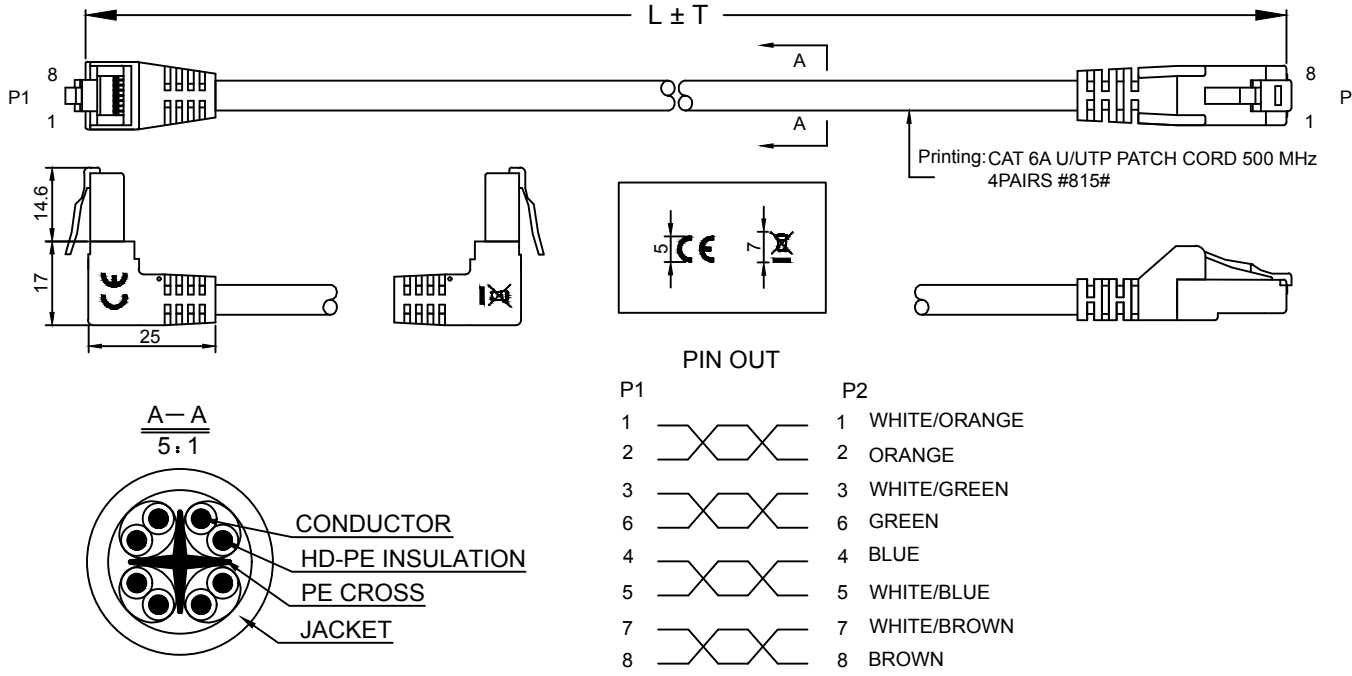 L ± T
A
8
8
P1
P
1
1
A
Printing: CAT 6A U/UTP PATCH CORD 500 MHz
4PAIRS #815#
14.6
17
25
CE
5
CE
7
PIN OUT
P1
P2
1
1 WHITE/ORANGE
2
2 ORANGE
3
3 WHITE/GREEN
6
6 GREEN
4
4 BLUE
5
5 WHITE/BLUE
7
7 WHITE/BROWN
8
8 BROWN
A— A
5:1
CONDUCTOR
HD-PE INSULATION
PE CROSS
JACKET